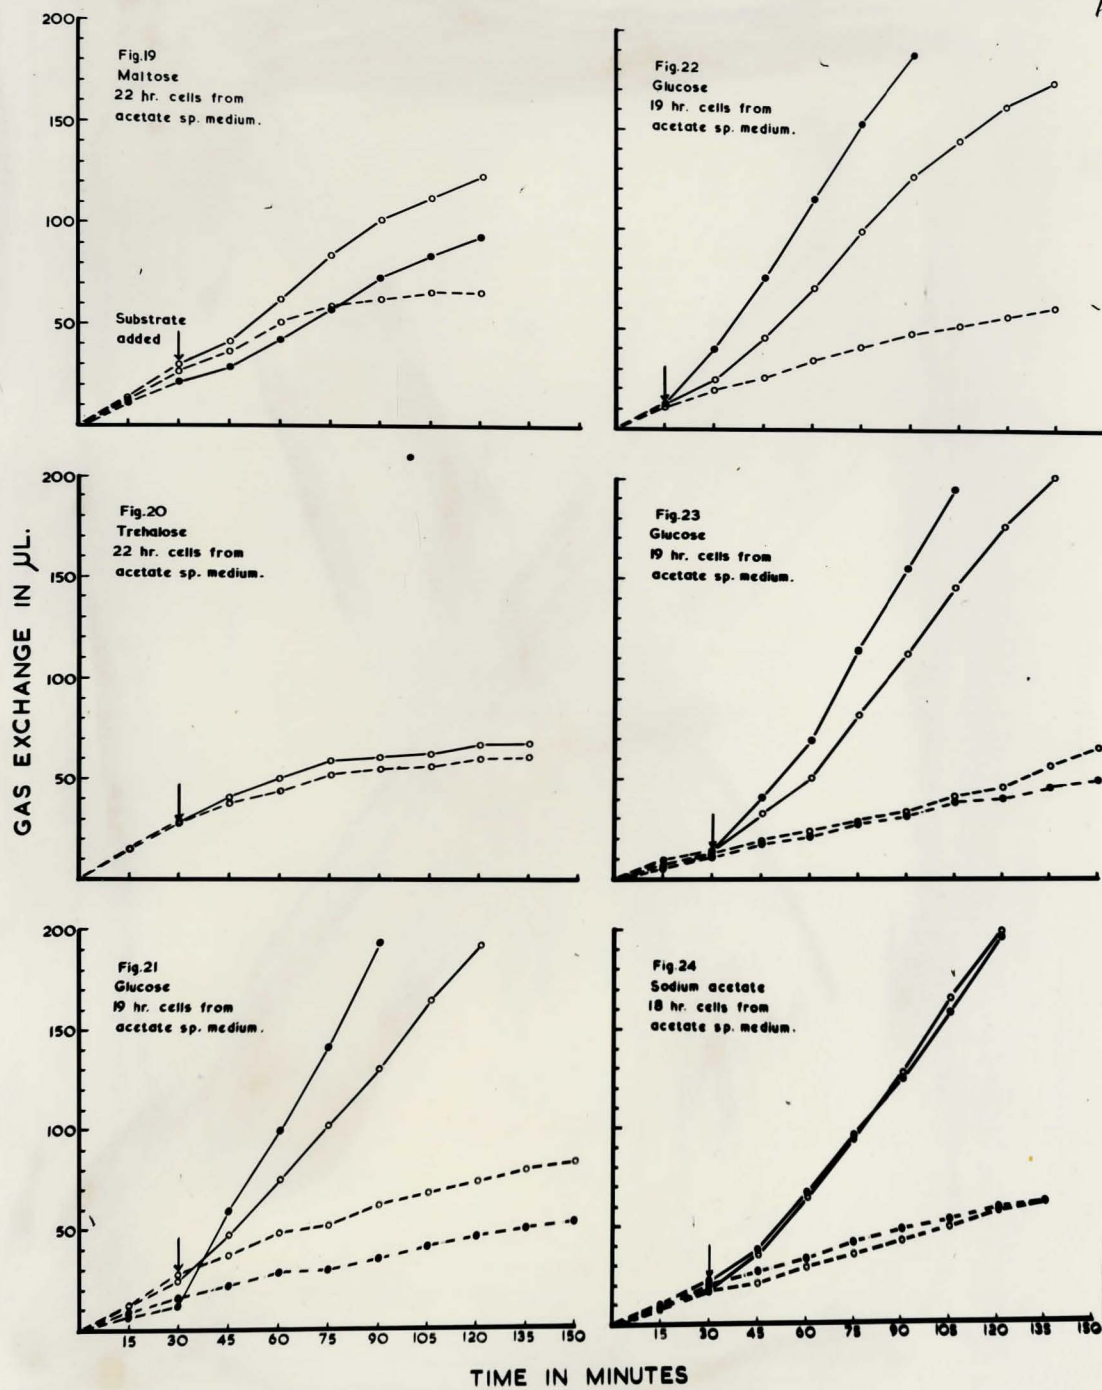 200
150
100
50
Fig.19
Maltose
22 hr. cells from
acetate sp. medium.
Substrate
added
Fig.22
Glucose
19 hr. cells from
acetate sp. medium.
200
150
100
50
Fig.20
Trehalose
22 hr. cells from
acetate sp. medium.
Fig.23
Glucose
19 hr. cells from
acetate sp. medium.
GAS EXCHANGE IN µL.
200
150
100
50
Fig.21
Glucose
19 hr. cells from
acetate sp. medium.
15 30 45 60 75 90 105 120 135 150
Fig.24
Sodium acetate
18 hr. cells from
acetate sp. medium.
15 30 45 60 75 90 105 120 135 150
TIME IN MINUTES